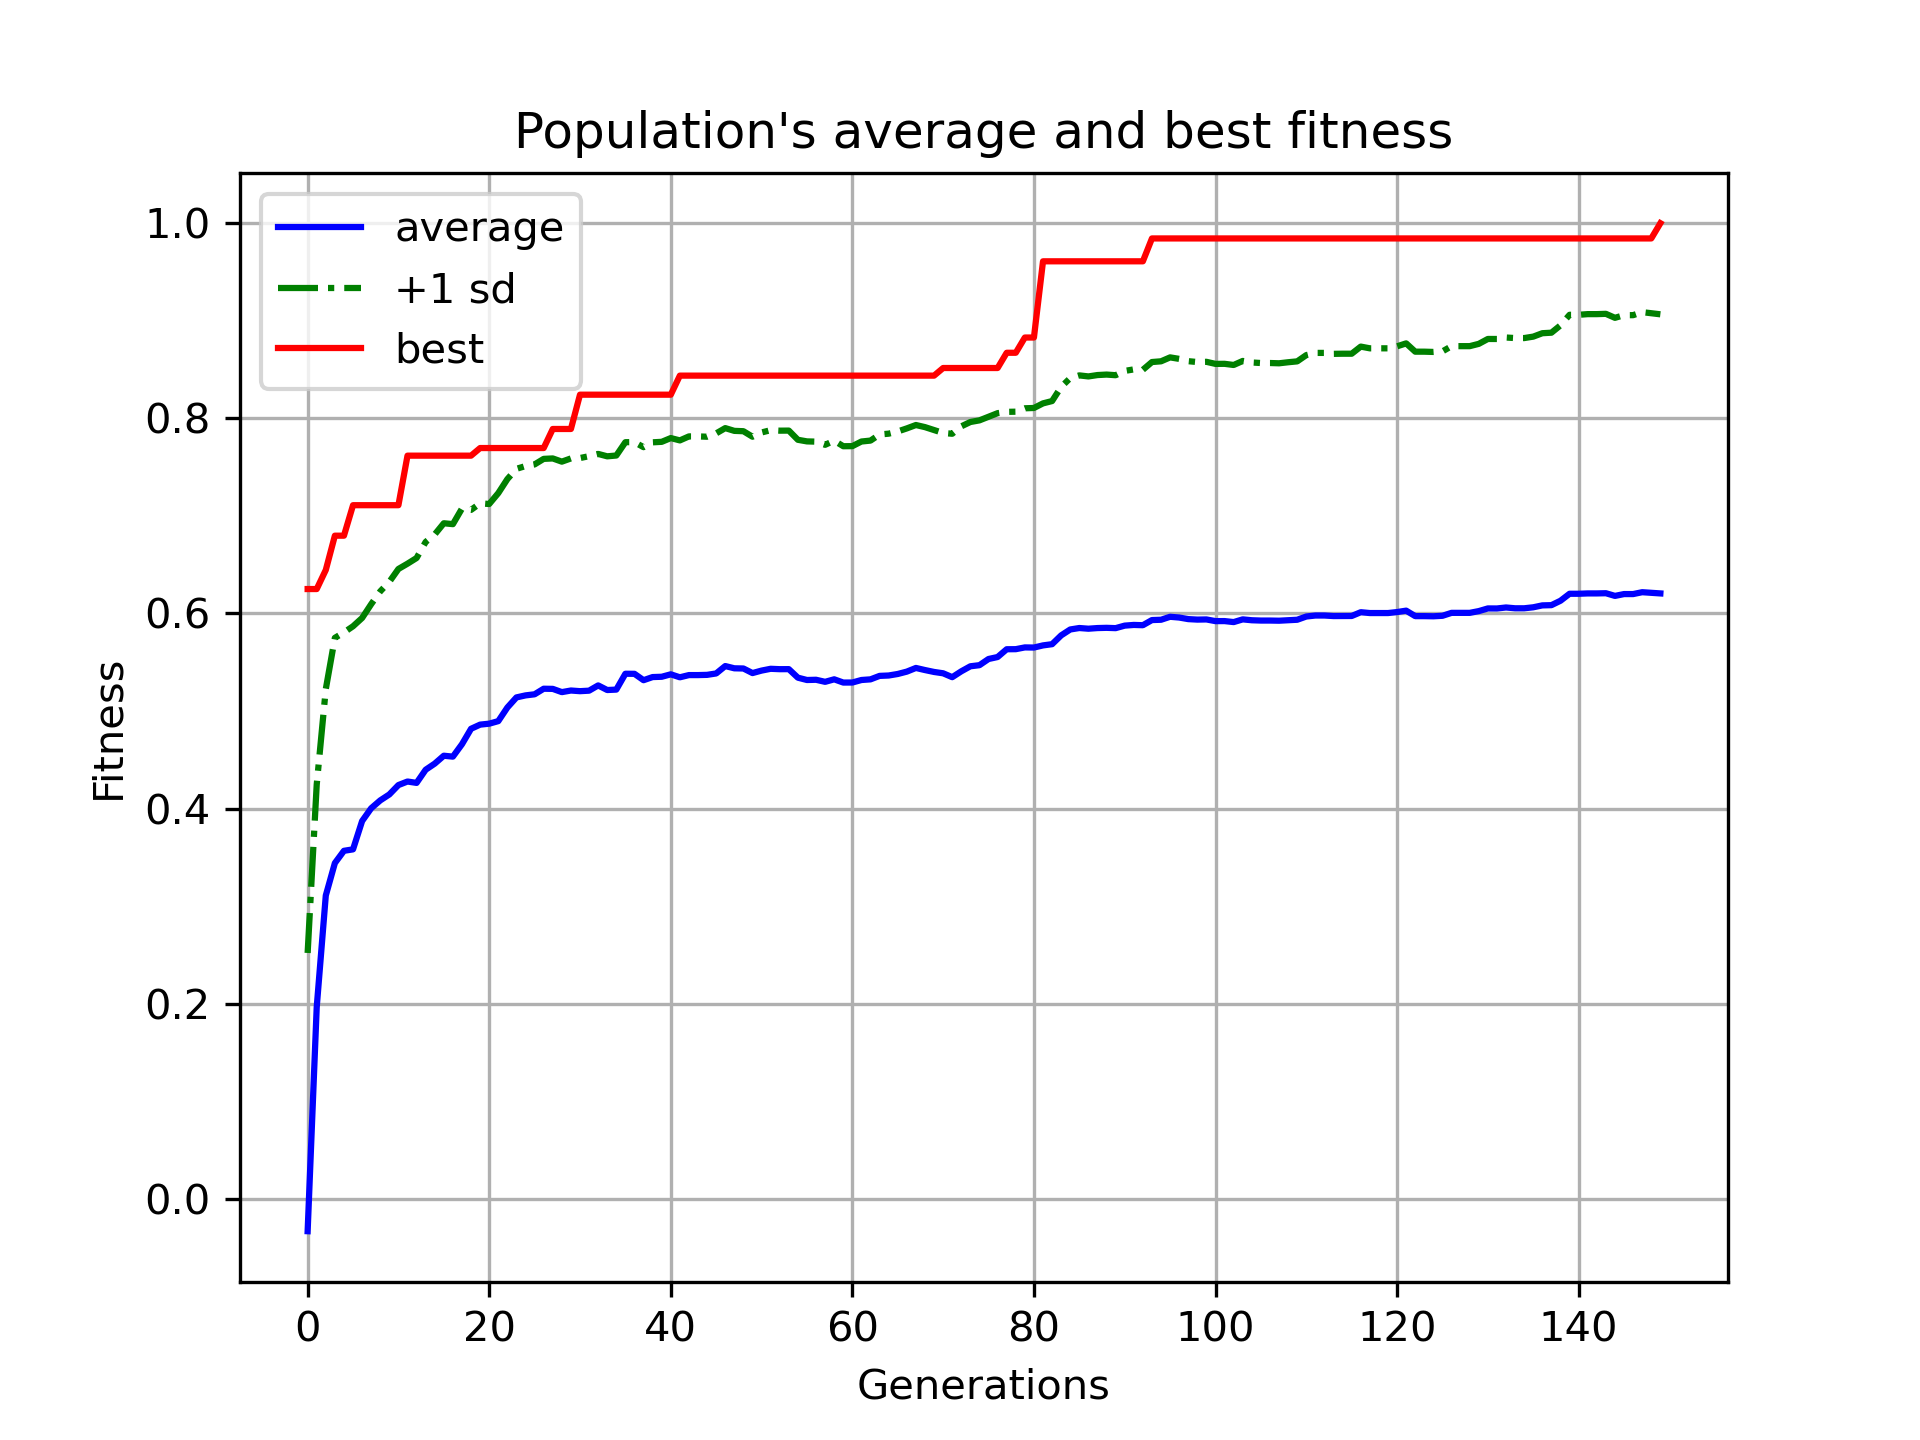 Population's average and best fitness
average
+1 sd
best
1.0
0.8
0.6
0.4
0.2
0.0
Fitness
0 20 40 60 80 100 120 140
Generations